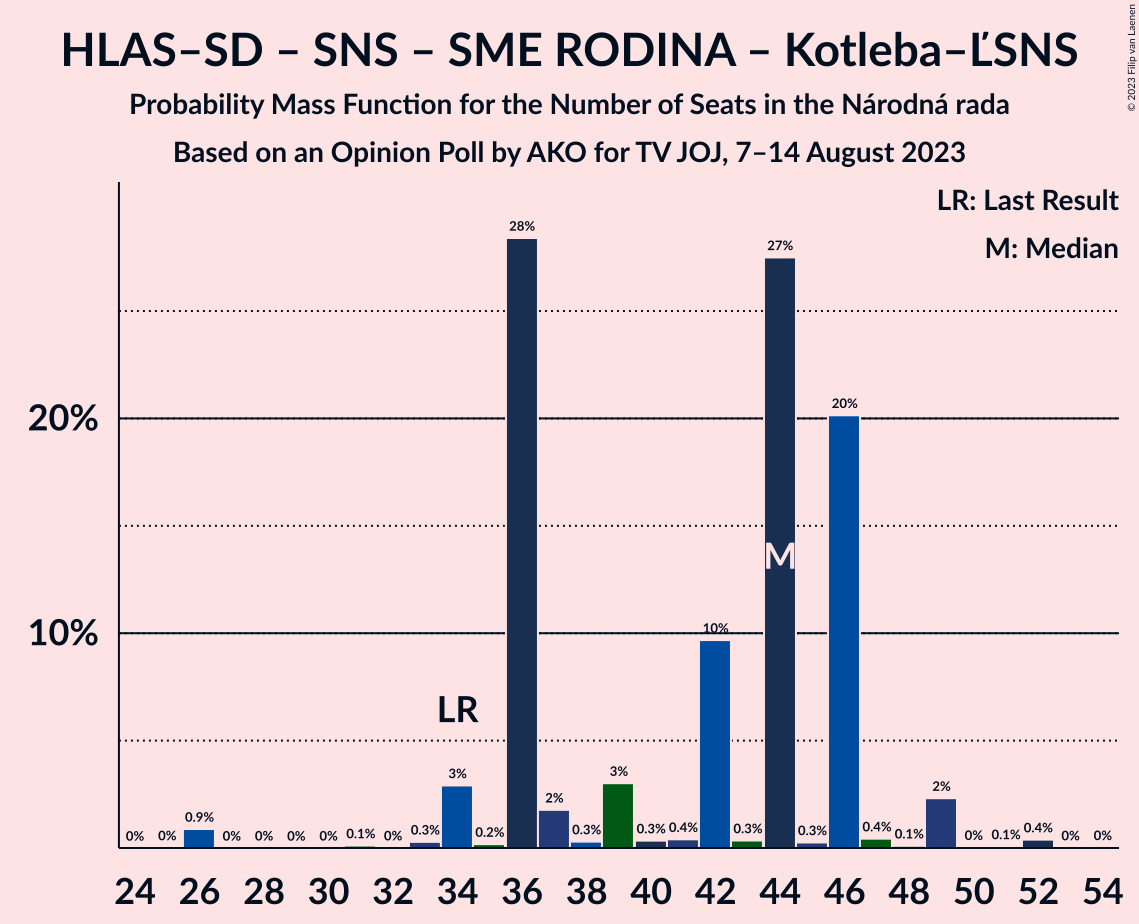 HLAS–SD – SNS – SME RODINA – Kotleba–ĽSNS
Probability Mass Function for the Number of Seats in the Národná rada
Based on an Opinion Poll by AKO for TV JOJ, 7–14 August 2023
© 2023 Filip van Laenen
LR: Last Result
M: Median
20%
10%
0% 0% 0.9% 0% 0% 0% 0% 0.1% 0% 0.3% 3% 0.2% 28% 2% 0.3% 3% 0.3% 0.4% 10% 0.3% 27% 0.3% 20% 0.4% 0.1% 2% 0% 0.1% 0.4% 0% 0%
LR
M
24 26 28 30 32 34 36 38 40 42 44 46 48 50 52 54